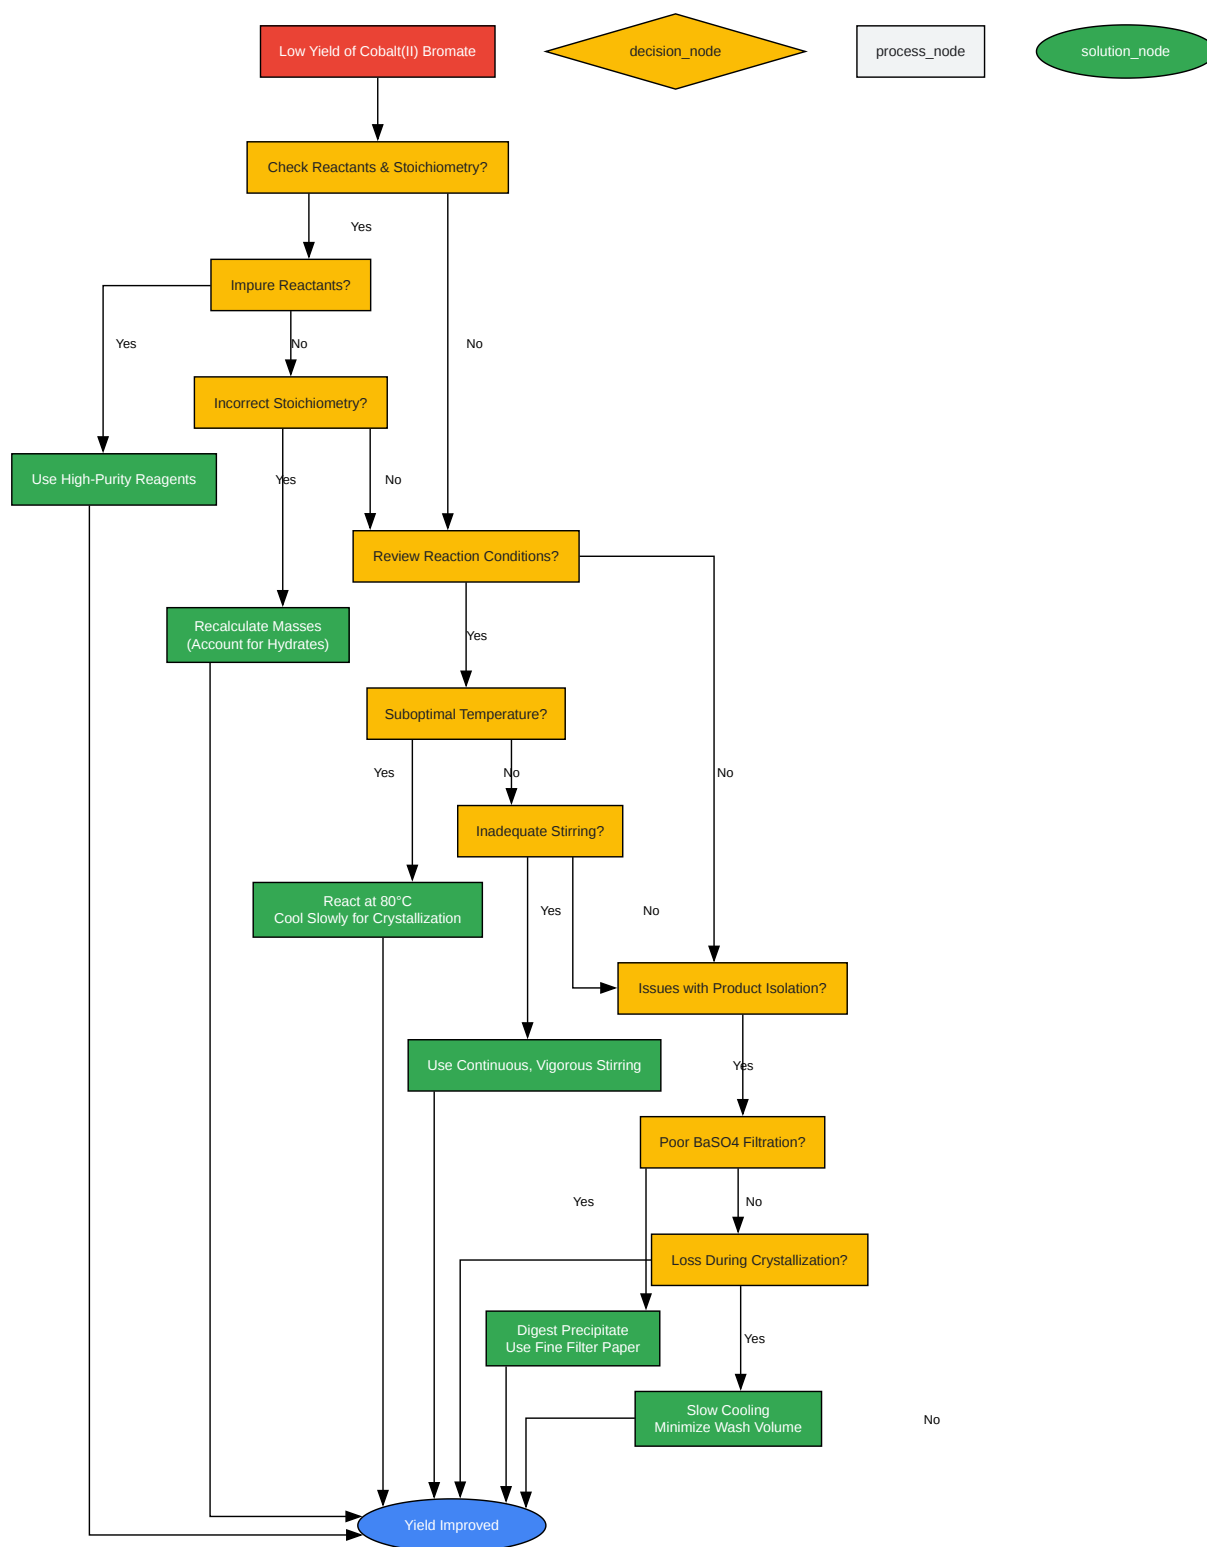 Low Yield of Cobalt(II) Bromate
decision_node
process_node
solution_node
Check Reactants & Stoichiometry?
Yes
Impure Reactants?
Yes
No
No
Incorrect Stoichiometry?
Use High-Purity Reagents
Yes
No
Review Reaction Conditions?
Recalculate Masses
(Account for Hydrates)
Yes
Suboptimal Temperature?
Yes
No
No
Inadequate Stirring?
React at 80°C
Cool Slowly for Crystallization
Yes
No
Issues with Product Isolation?
Use Continuous, Vigorous Stirring
Yes
Poor BaSO4 Filtration?
Yes
No
Loss During Crystallization?
Digest Precipitate
Use Fine Filter Paper
Yes
Slow Cooling
Minimize Wash Volume
No
Yield Improved